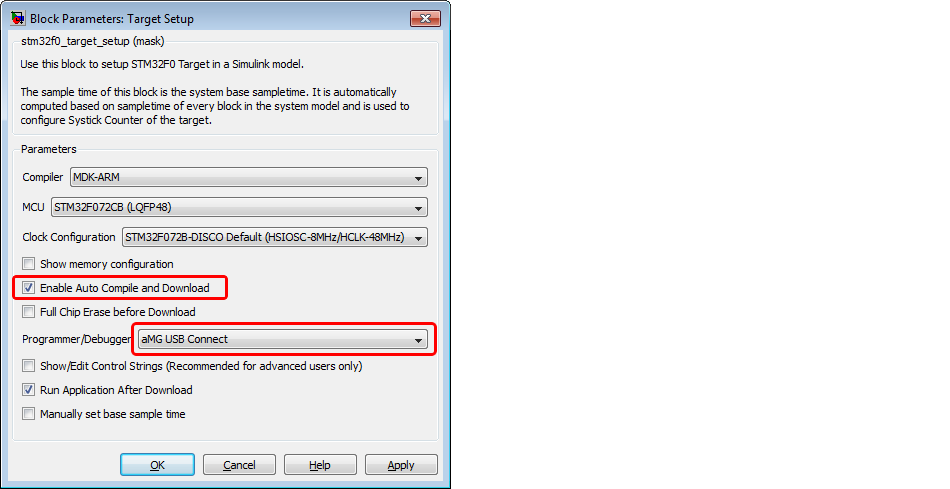 Block Parameters: Target Setup
stm32f0_target_setup (mask)
Use this block to setup STM32F0 Target in a Simulink model.
The sample time of this block is the system base sampletime. It is automatically
computed based on sampletime of every block in the system model and is used to
configure Systick Counter of the target.
Parameters
Compiler MDK-ARM
MCU STM32F072CB (LQFP48)
Clock Configuration STM32F072B-DISCO Default (HSIOSC-8MHz/HCLK-48MHz)
Show memory configuration
Enable Auto Compile and Download
Full Chip Erase before Download
Programmer/Debugger aMG USB Connect
Show/Edit Control Strings (Recommended for advanced users only)
Run Application After Download
Manually set base sample time
OK Cancel Help Apply